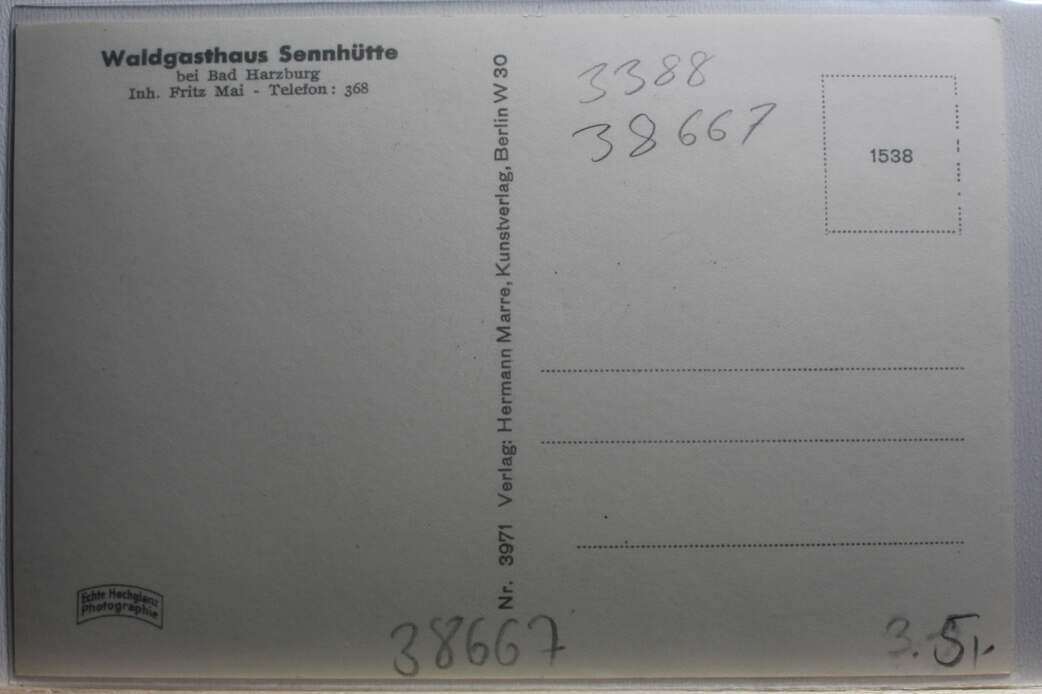 Waldgasthaus Sennhütte
bei Bad Harzburg
Inh. Fritz Mai - Telefon: 368
Echte Hochglanz
Photographie
Nr. 3971 Verlag: Hermann Marre, Kunstverlag, Berlin W 30
3388
38667
1538
38667
3. 5,-